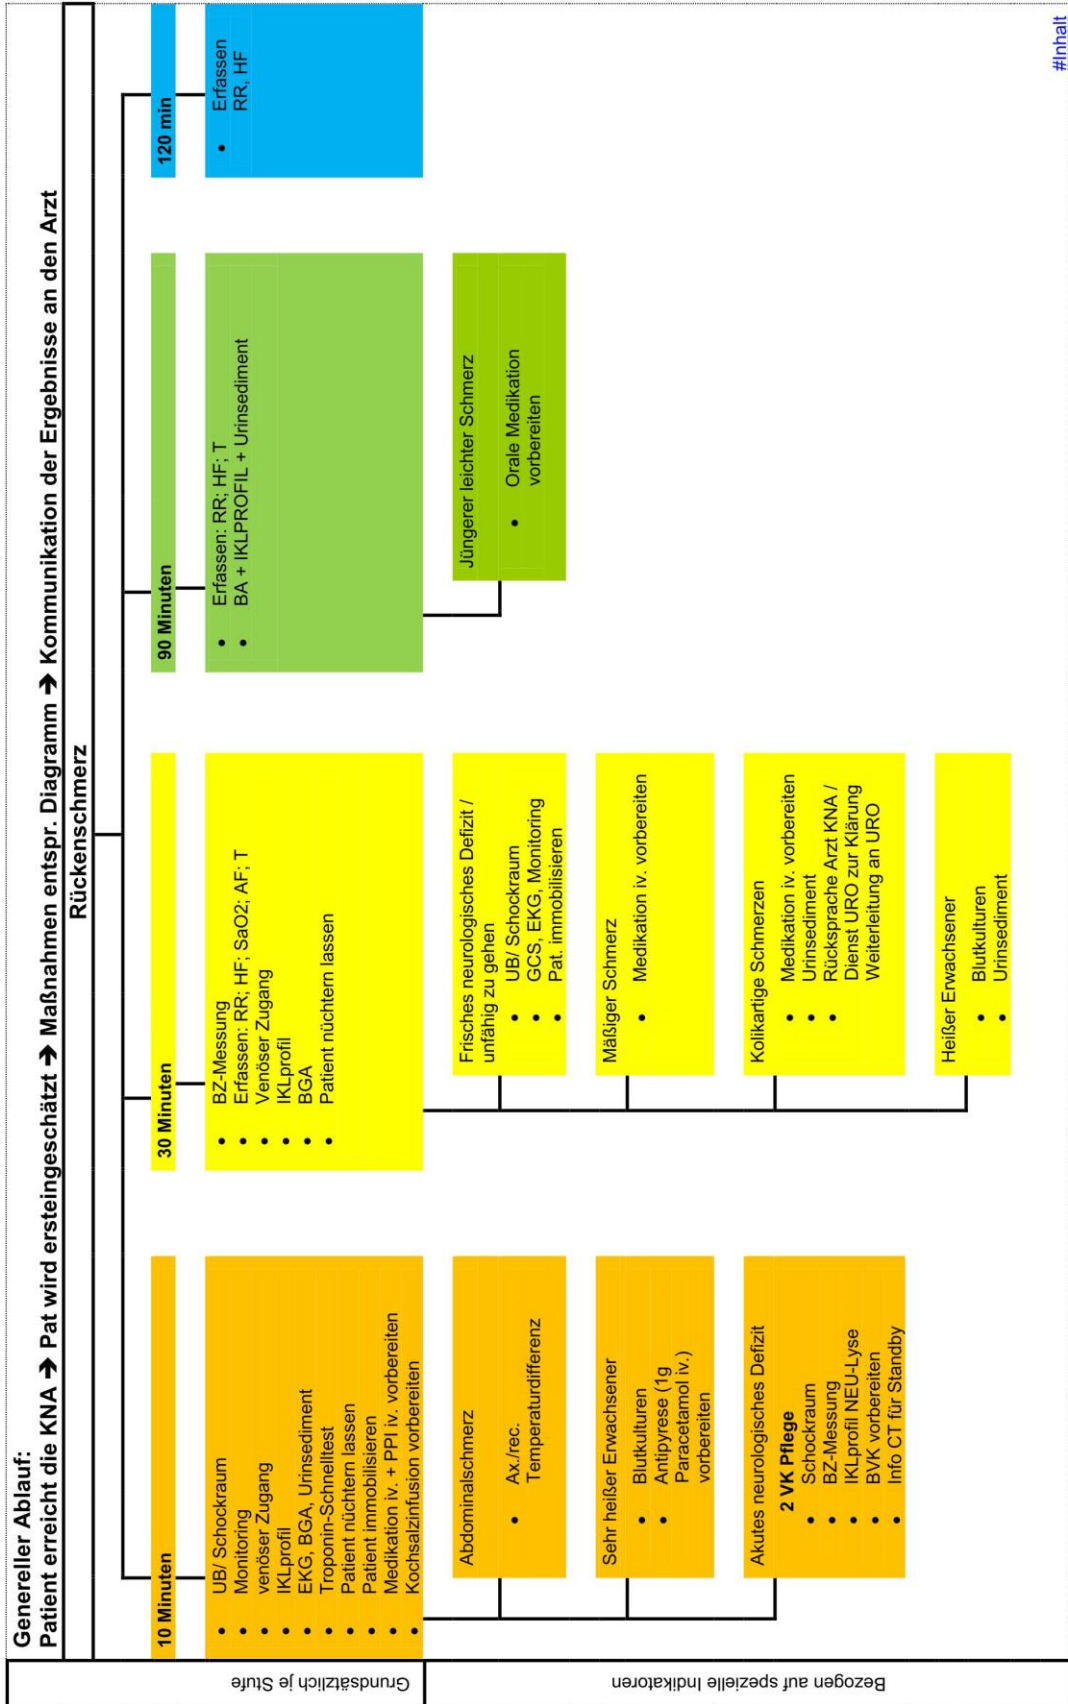 Genereller Ablauf:
Patient erreicht die KNA ➔ Pat wird ersteingeschätzt ➔ Maßnahmen entspr. Diagramm ➔ Kommunikation der Ergebnisse an den Arzt
Rückenschmerz
Grundsätzlich je Stufe
10 Minuten
• UB/ Schockraum
• Monitoring
• venöser Zugang
• IKLprofil
• EKG, BGA, Urinsediment
• Troponin-Schnelltest
• Patient nüchtern lassen
• Patient immobilisieren
• Medikation iv. + PPI iv. vorbereiten
• Kochsalzinfusion vorbereiten
30 Minuten
• BZ-Messung
• Erfassen: RR; HF; SaO2; AF; T
• Venöser Zugang
• IKLprofil
• BGA
• Patient nüchtern lassen
90 Minuten
• Erfassen: RR; HF; T
• BA + IKLPROFIL + Urinsediment
120 min
• Erfassen
RR, HF
Bezogen auf spezielle Indikatoren
Abdominalschmerz
• Ax./rec.
Temperaturdifferenz
Sehr heißer Erwachsener
• Blutkulturen
• Antipyrese (1g
Paracetamol iv.)
vorbereiten
Akutes neurologisches Defizit
2 VK Pflege
• Schockraum
• BZ-Messung
• IKLprofil NEU-Lyse
• BVK vorbereiten
• Info CT für Standby
Frisches neurologisches Defizit /
unfähig zu gehen
• UB/ Schockraum
• GCS, EKG, Monitoring
• Pat. immobilisieren
Mäßiger Schmerz
• Medikation iv. vorbereiten
Kolikartige Schmerzen
• Medikation iv. vorbereiten
• Urinsediment
• Rücksprache Arzt KNA /
Dienst URO zur Klärung
Weiterleitung an URO
Heißer Erwachsener
• Blutkulturen
• Urinsediment
Jüngerer leichter Schmerz
• Orale Medikation
vorbereiten
#Inhalt